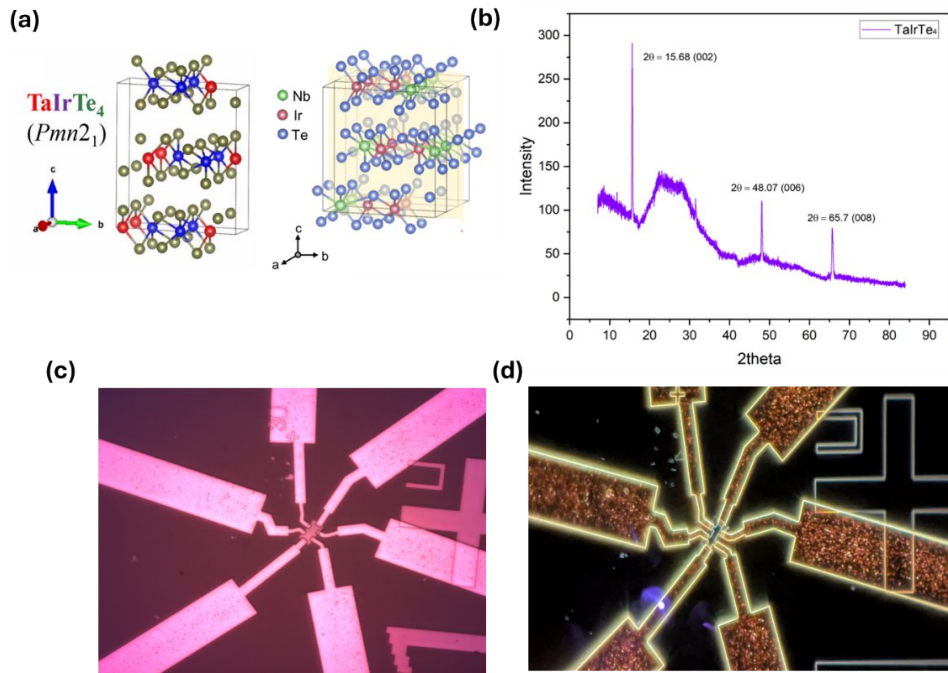 (a)
TaIrTe₄
(Pmn2₁)
c
a
b
Nb
Ir
Te
c
a
b
(b)
TaIrTe₄
300
250
200
150
100
50
0
Intensity
2θ = 15.68 (002)
2θ = 48.07 (006)
2θ = 65.7 (008)
0 10 20 30 40 50 60 70 80 90
2theta
(c)
(d)